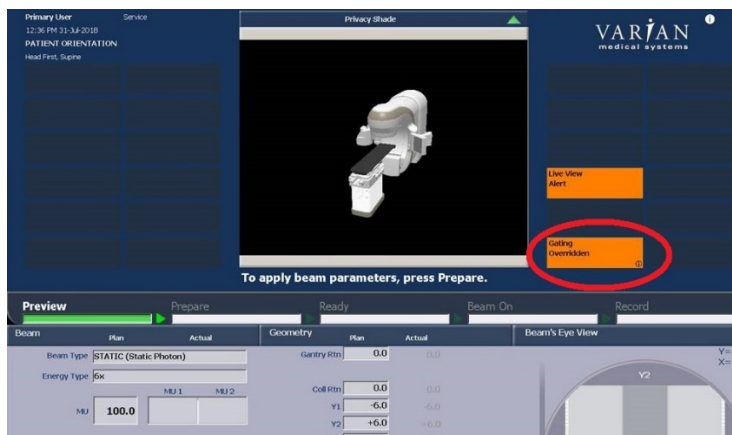 Primary User Service
12:36 PM 31-Jul-2018
PATIENT ORIENTATION
Head First, Supine
Privacy Shade
VARIAN
medical systems
Live View
Alert
Gating
Overridden
To apply beam parameters, press Prepare.
Preview Prepare Ready Beam On Record
Beam Plan Actual
Beam Type STATIC (Static Photon)
Energy Type 6x
MU 1 MU 2
MU 100.0
Geometry Plan Actual
Gantry Rtn 0.0 0.0
Coll Rtn 0.0 0.0
Y1 -6.0 -6.0
Y2 +6.0 +6.0
Beam's Eye View
Y=
X=
Y2